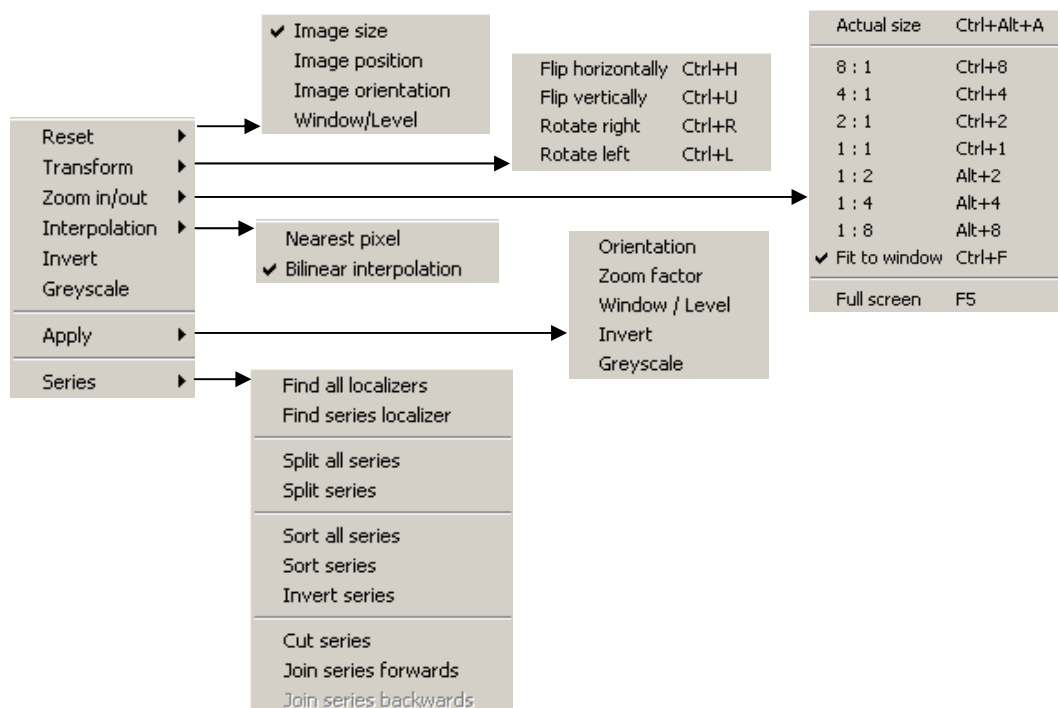 Reset
Transform
Zoom in/out
Interpolation
Invert
Greyscale
Apply
Series
Image size
Image position
Image orientation
Window/Level
Flip horizontally Ctrl+H
Flip vertically Ctrl+U
Rotate right Ctrl+R
Rotate left Ctrl+L
Actual size Ctrl+Alt+A
8 : 1 Ctrl+8
4 : 1 Ctrl+4
2 : 1 Ctrl+2
1 : 1 Ctrl+1
1 : 2 Alt+2
1 : 4 Alt+4
1 : 8 Alt+8
Fit to window Ctrl+F
Full screen F5
Nearest pixel
Bilinear interpolation
Orientation
Zoom factor
Window / Level
Invert
Greyscale
Find all localizers
Find series localizer
Split all series
Split series
Sort all series
Sort series
Invert series
Cut series
Join series forwards
Join series backwards